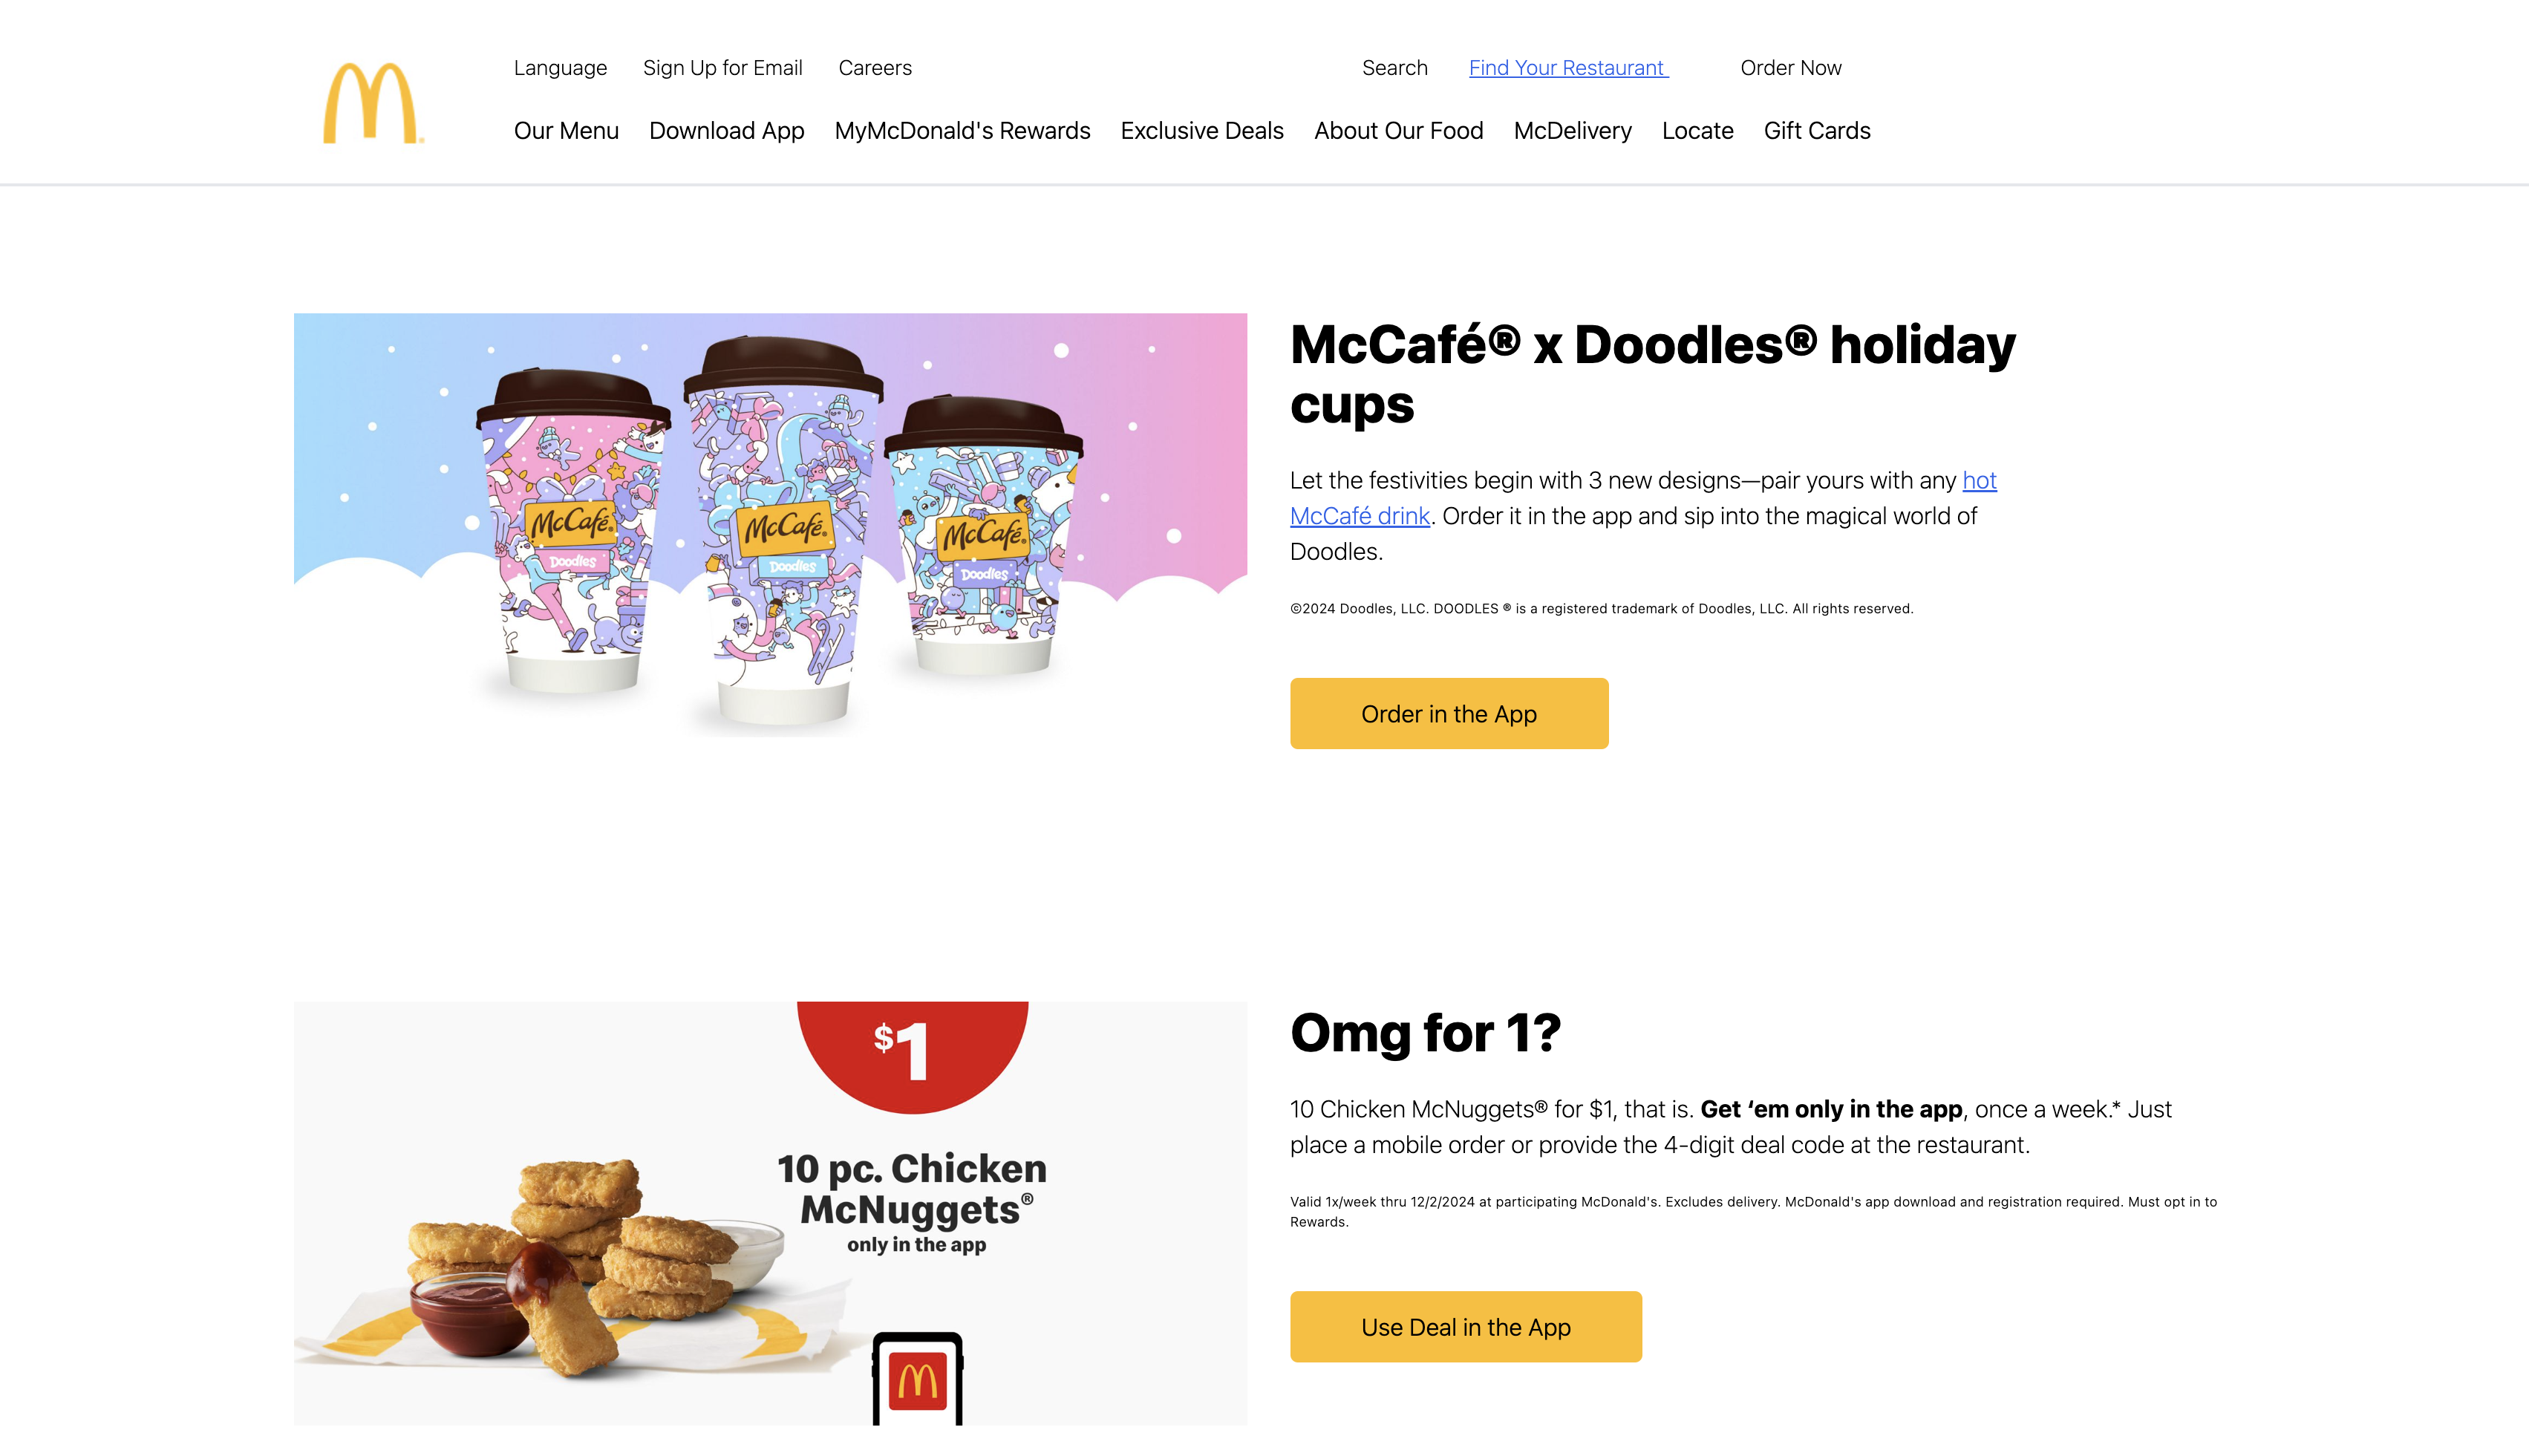 Language Sign Up for Email Careers Search Find Your Restaurant Order Now
Our Menu Download App MyMcDonald's Rewards Exclusive Deals About Our Food McDelivery Locate Gift Cards
McCafé® x Doodles® holiday
cups
Let the festivities begin with 3 new designs—pair yours with any hot
McCafé drink. Order it in the app and sip into the magical world of
Doodles.
©2024 Doodles, LLC. DOODLES ® is a registered trademark of Doodles, LLC. All rights reserved.
Order in the App
McCafé®
Doodles
McCafé®
Doodles
McCafé®
Doodles
Omg for 1?
10 Chicken McNuggets® for $1, that is. Get ‘em only in the app, once a week.* Just
place a mobile order or provide the 4-digit deal code at the restaurant.
Valid 1x/week thru 12/2/2024 at participating McDonald's. Excludes delivery. McDonald's app download and registration required. Must opt in to
Rewards.
Use Deal in the App
$1
10 pc. Chicken
McNuggets®
only in the app